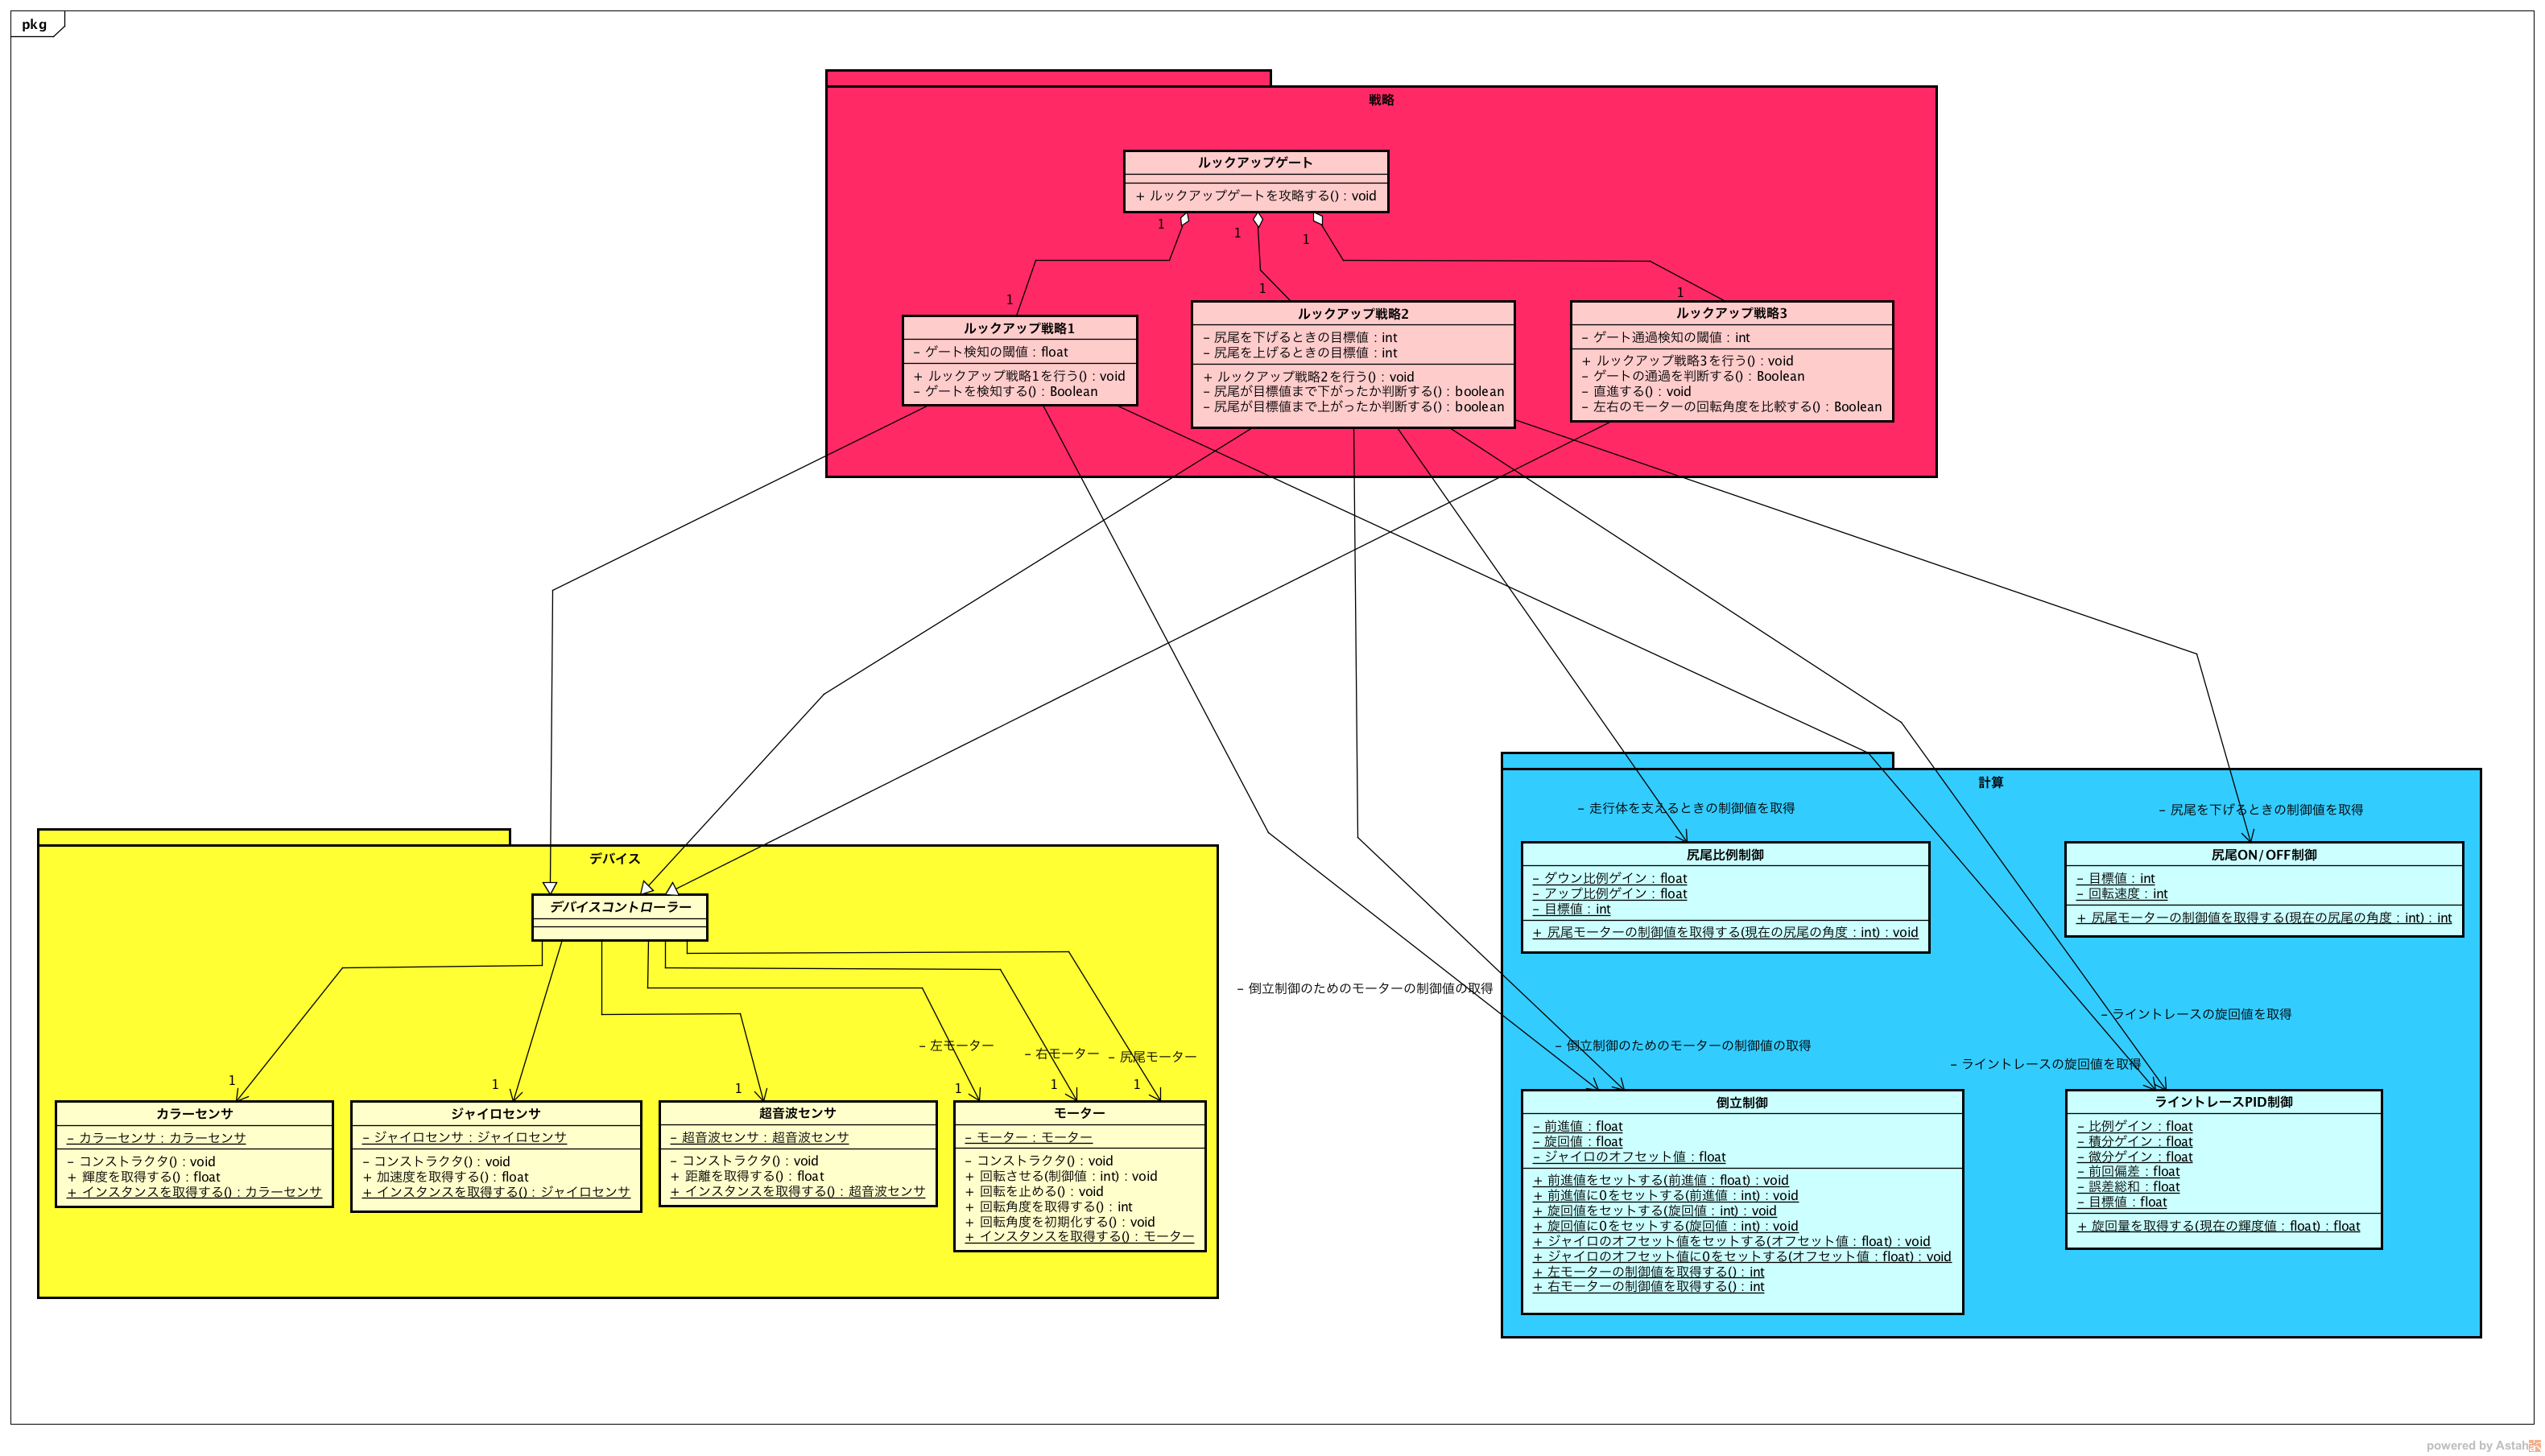 pkg
戦略
ルックアップゲート
+ ルックアップゲートを攻略する() : void
1
1
1
1
1
1
ルックアップ戦略1
– ゲート検知の閾値 : float
+ ルックアップ戦略1を行う() : void
– ゲートを検知する() : Boolean
ルックアップ戦略2
– 尻尾を下げるときの目標値 : int
– 尻尾を上げるときの目標値 : int
+ ルックアップ戦略2を行う() : void
– 尻尾が目標値まで下がったか判断する() : boolean
– 尻尾が目標値まで上がったか判断する() : boolean
ルックアップ戦略3
– ゲート通過検知の閾値 : int
+ ルックアップ戦略3を行う() : void
– ゲートの通過を判断する() : Boolean
– 直進する() : void
– 左右のモーターの回転角度を比較する() : Boolean
デバイス
デバイスコントローラー
– 左モーター
– 右モーター
– 尻尾モーター
1
1
1
1
1
1
カラーセンサ
– カラーセンサ : カラーセンサ
– コンストラクタ() : void
+ 輝度を取得する() : float
+ インスタンスを取得する() : カラーセンサ
ジャイロセンサ
– ジャイロセンサ : ジャイロセンサ
– コンストラクタ() : void
+ 加速度を取得する() : float
+ インスタンスを取得する() : ジャイロセンサ
超音波センサ
– 超音波センサ : 超音波センサ
– コンストラクタ() : void
+ 距離を取得する() : float
+ インスタンスを取得する() : 超音波センサ
モーター
– モーター : モーター
– コンストラクタ() : void
+ 回転させる(制御値 : int) : void
+ 回転を止める() : void
+ 回転角度を取得する() : int
+ 回転角度を初期化する() : void
+ インスタンスを取得する() : モーター
計算
– 走行体を支えるときの制御値を取得
– 尻尾を下げるときの制御値を取得
尻尾比例制御
– ダウン比例ゲイン : float
– アップ比例ゲイン : float
– 目標値 : int
+ 尻尾モーターの制御値を取得する(現在の尻尾の角度 : int) : void
尻尾ON/OFF制御
– 目標値 : int
– 回転速度 : int
+ 尻尾モーターの制御値を取得する(現在の尻尾の角度 : int) : int
– 倒立制御のためのモーターの制御値の取得
– 倒立制御のためのモーターの制御値の取得
– ライントレースの旋回値を取得
– ライントレースの旋回値を取得
倒立制御
– 前進値 : float
– 旋回値 : float
– ジャイロのオフセット値 : float
+ 前進値をセットする(前進値 : float) : void
+ 前進値に0をセットする(前進値 : int) : void
+ 旋回値をセットする(旋回値 : int) : void
+ 旋回値に0をセットする(旋回値 : int) : void
+ ジャイロのオフセット値をセットする(オフセット値 : float) : void
+ ジャイロのオフセット値に0をセットする(オフセット値 : float) : void
+ 左モーターの制御値を取得する() : int
+ 右モーターの制御値を取得する() : int
ライントレースPID制御
– 比例ゲイン : float
– 積分ゲイン : float
– 微分ゲイン : float
– 前回偏差 : float
– 誤差総和 : float
– 目標値 : float
+ 旋回量を取得する(現在の輝度値 : float) : float
powered by Astah